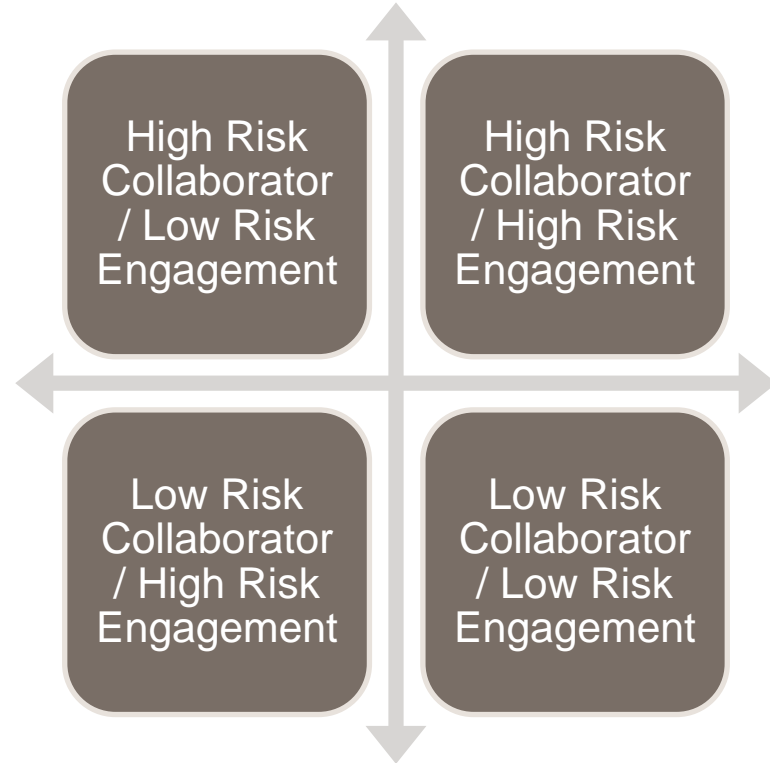 High Risk
Collaborator
/ Low Risk
Engagement
High Risk
Collaborator
/ High Risk
Engagement
Low Risk
Collaborator
/ High Risk
Engagement
Low Risk
Collaborator
/ Low Risk
Engagement